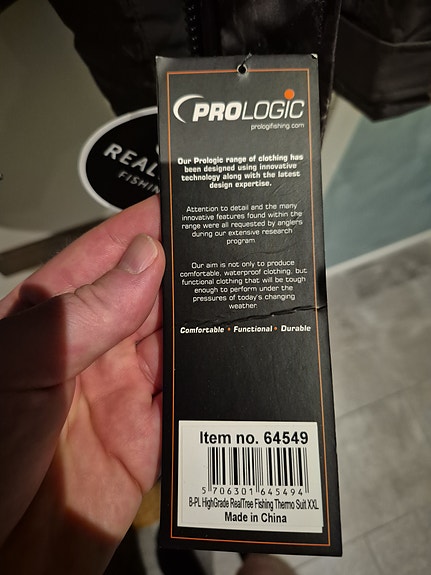 PROLOGIC
prologicfishing.com
Our Prologic range of clothing has
been designed using innovative
technology along with the latest
design expertise.
Attention to detail and the many
innovative features found within the
range were all requested by anglers
during our extensive research
program.
Our aim is not only to produce
comfortable, waterproof clothing, but
functional clothing that will be tough
enough to perform under the
pressures of today's changing
weather.
Comfortable • Functional • Durable
REAL
FISHIN
Item no. 64549
5 706301 645494
B-PL HighGrade RealTree Fishing Thermo Suit XXL
Made in China